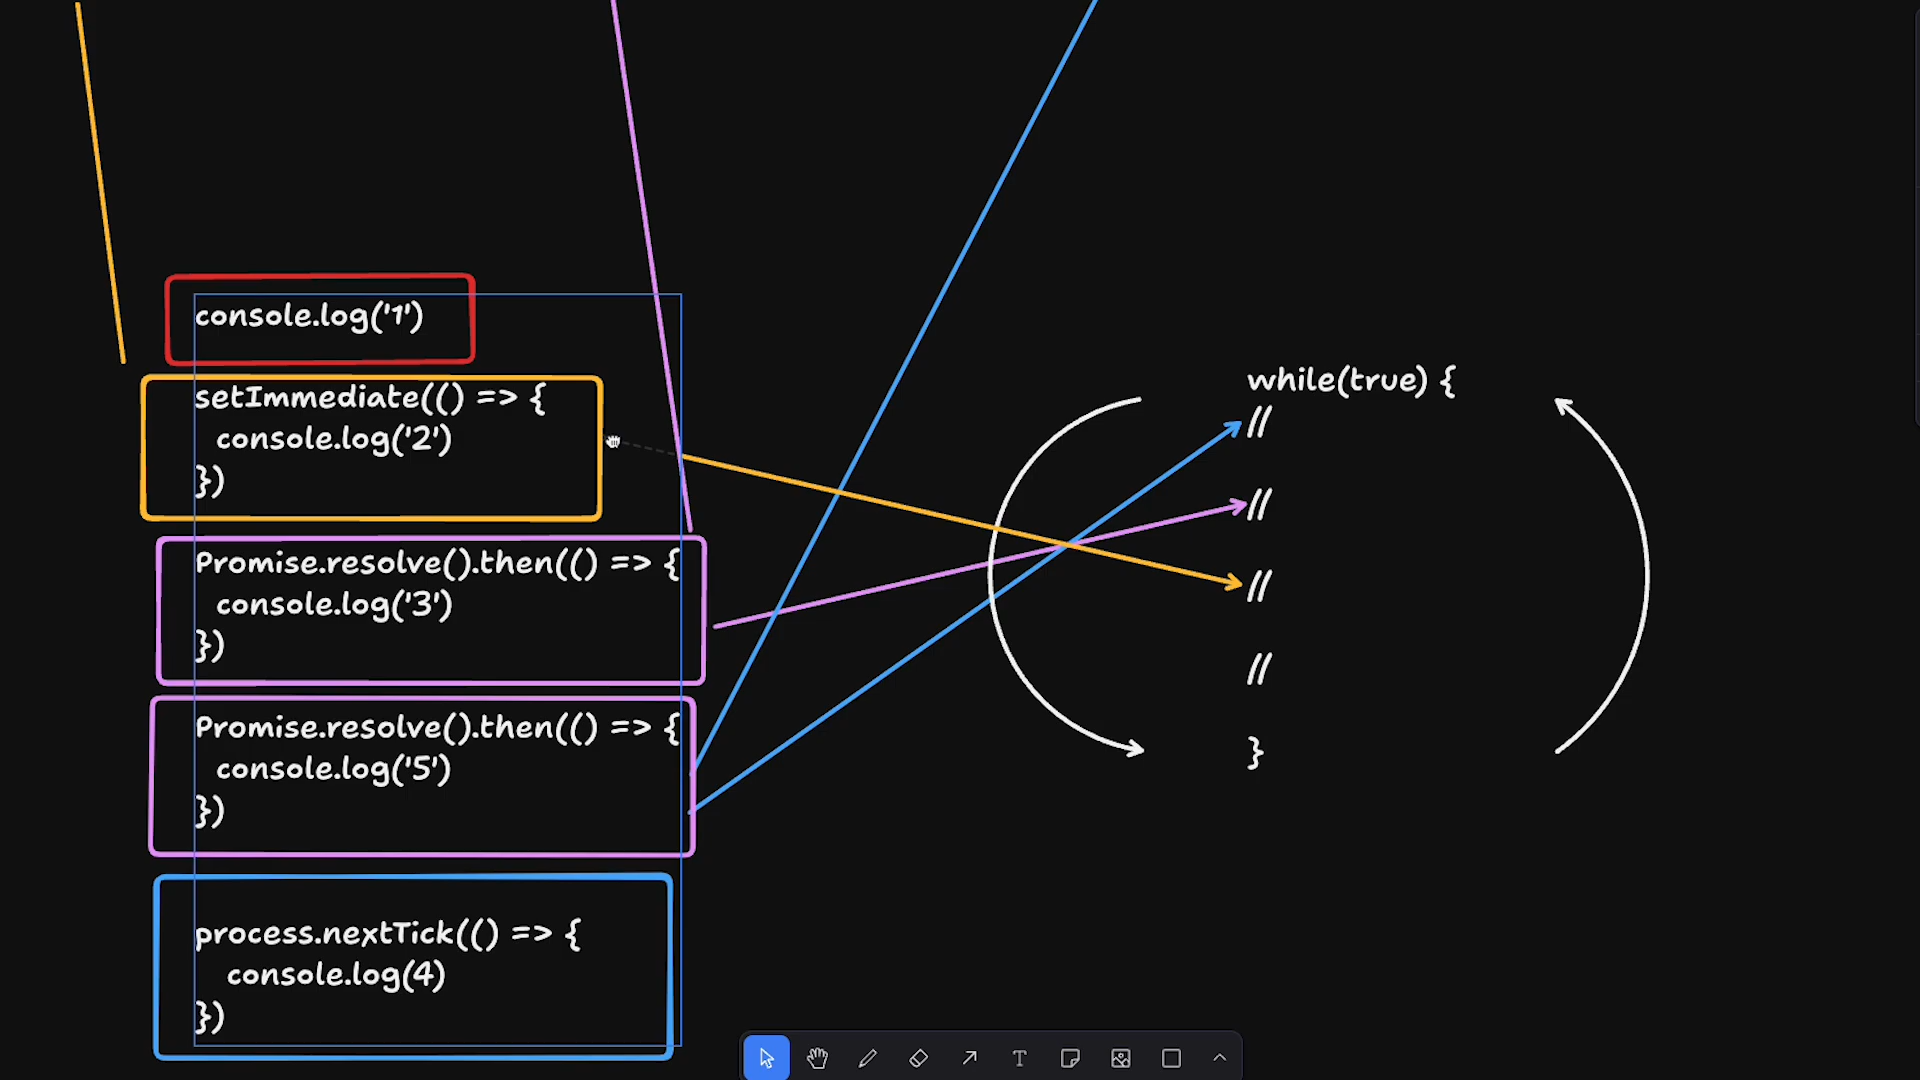 console.log('1')
setImmediate(() => {
console.log('2')
})
Promise.resolve().then(() => {
console.log('3')
})
Promise.resolve().then(() => {
console.log('5')
})
process.nextTick(() => {
console.log(4)
})
while(true) {
//
//
//
//
}
T